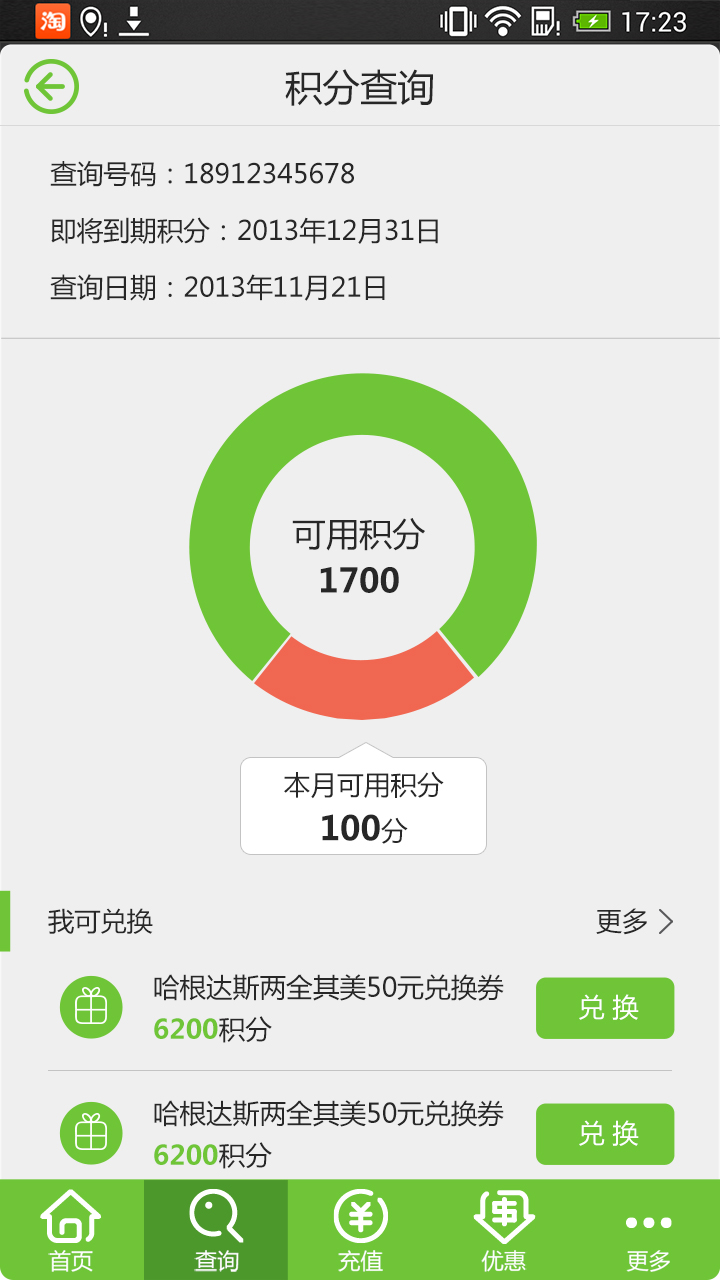 淘 17:23
积分查询
查询号码：18912345678
即将到期积分：2013年12月31日
查询日期：2013年11月21日
可用积分
1700
本月可用积分
100分
我可兑换 更多
哈根达斯两全其美50元兑换券
6200积分
兑 换
哈根达斯两全其美50元兑换券
6200积分
兑 换
首页 查询 充值 优惠 更多